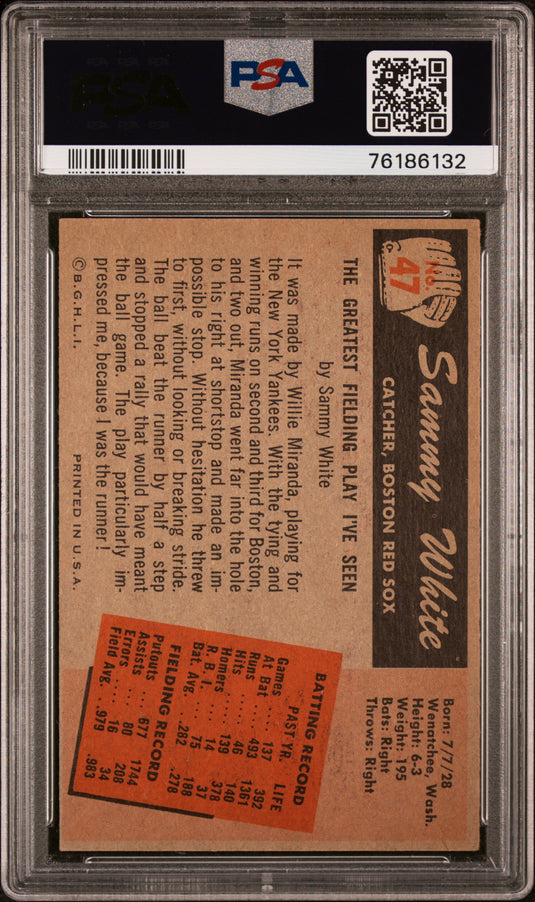 PSA
PSA
76186132
No. 47
Sammy White
CATCHER, BOSTON RED SOX
Born: 7/7/28
Wenatchee, Wash.
Height: 6-3
Weight: 195
Bats: Right
Throws: Right
THE GREATEST FIELDING PLAY I'VE SEEN
by Sammy White
It was made by Willie Miranda, playing for
the New York Yankees. With the tying and
winning runs on second and third for Boston,
and two out, Miranda went far into the hole
to his right at shortstop and made an im-
possible stop. Without hesitation he threw
to first, without looking or breaking stride.
The ball beat the runner by half a step
and stopped a rally that would have meant
the ball game. The play particularly im-
pressed me, because I was the runner!
© B.G.H.L.I. PRINTED IN U.S.A.
BATTING RECORD
PAST YR. LIFE
Games 137 392
At Bat 493 1361
Runs 46 140
Hits 139 378
Homers 14 37
R. B. I. 75 188
Bat. Avg. .282 .278
FIELDING RECORD
Putouts 677 1744
Assists 80 208
Errors 16 34
Field Avg. .979 .983